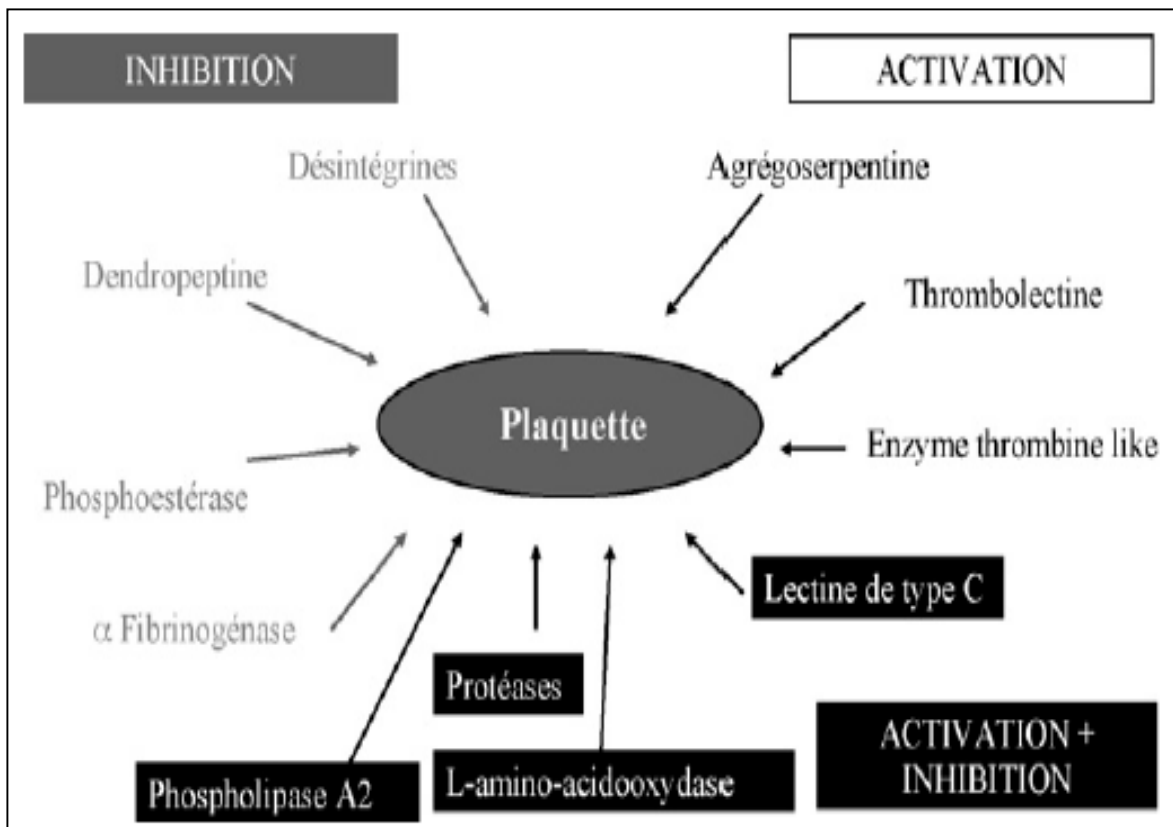 INHIBITION
ACTIVATION
Désintégrines
Agrégoserpentine
Dendropeptine
Thrombolectine
Plaquette
Enzyme thrombine like
Phosphoestérase
Lectine de type C
α Fibrinogénase
Protéases
ACTIVATION +
INHIBITION
Phospholipase A2
L-amino-acidooxydase